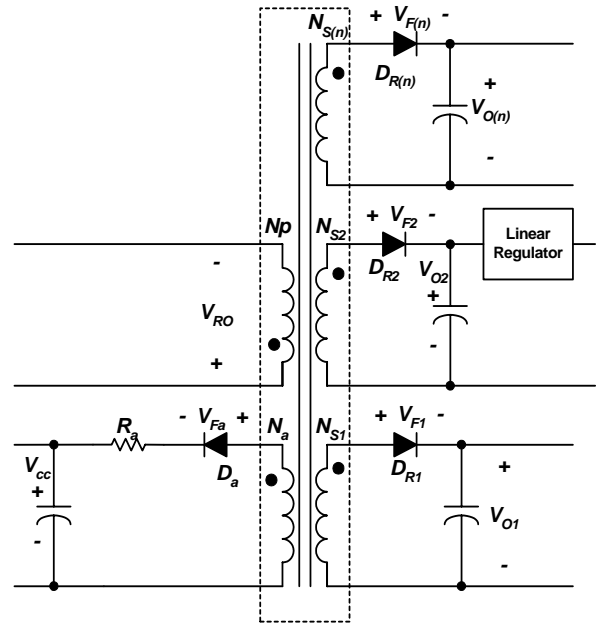 N_S(n)
+ V_F(n) -
D_R(n)
+
V_O(n)
-
Np
N_S2
+ V_F2 -
D_R2
V_O2
+
-
Linear
Regulator
-
V_RO
+
R_a
- V_Fa +
D_a
N_a
N_S1
+ V_F1 -
D_R1
V_cc
+
-
+
V_O1
-